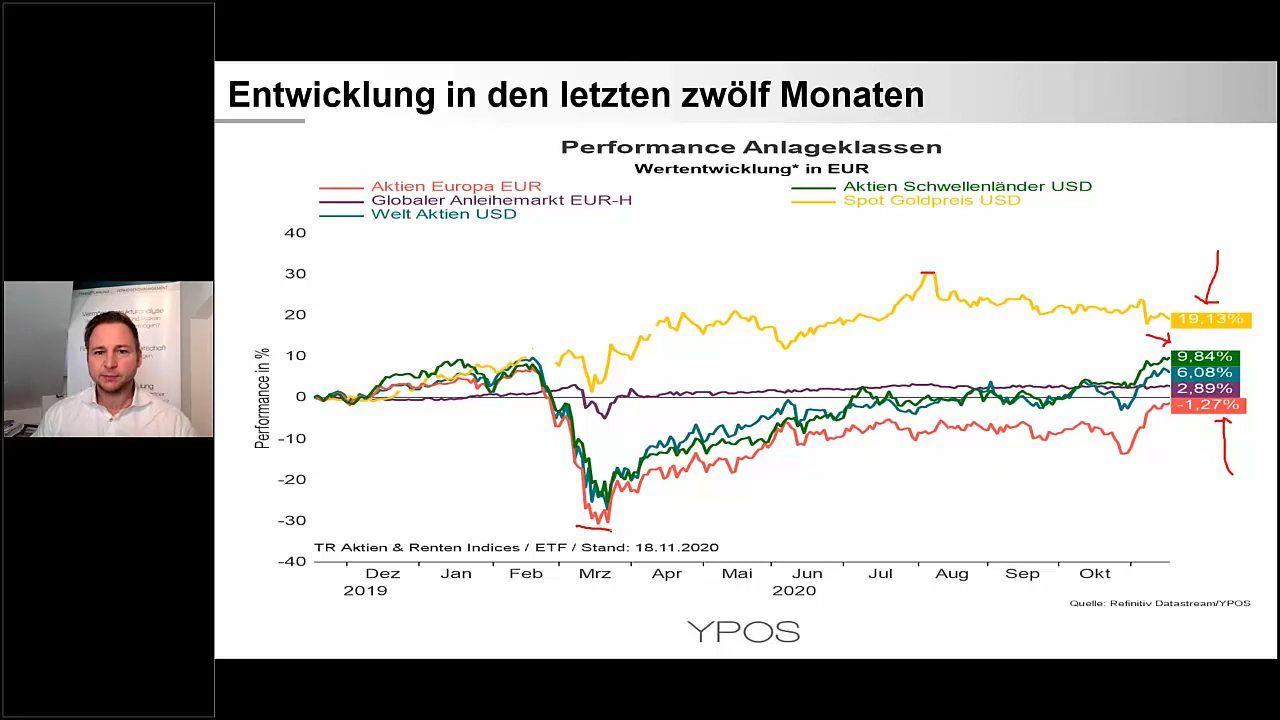 Entwicklung in den letzten zwölf Monaten
Performance Anlageklassen
Wertentwicklung* in EUR
Aktien Europa EUR
Globaler Anleihemarkt EUR-H
Welt Aktien USD
Aktien Schwellenländer USD
Spot Goldpreis USD
Performance in %
40
30
20
10
0
-10
-20
-30
-40
19,13%
9,84%
6,08%
2,89%
-1,27%
TR Aktien & Renten Indices / ETF / Stand: 18.11.2020
Dez Jan Feb Mrz Apr Mai Jun Jul Aug Sep Okt
2019 2020
Quelle: Refinitiv Datastream/YPOS
YPOS